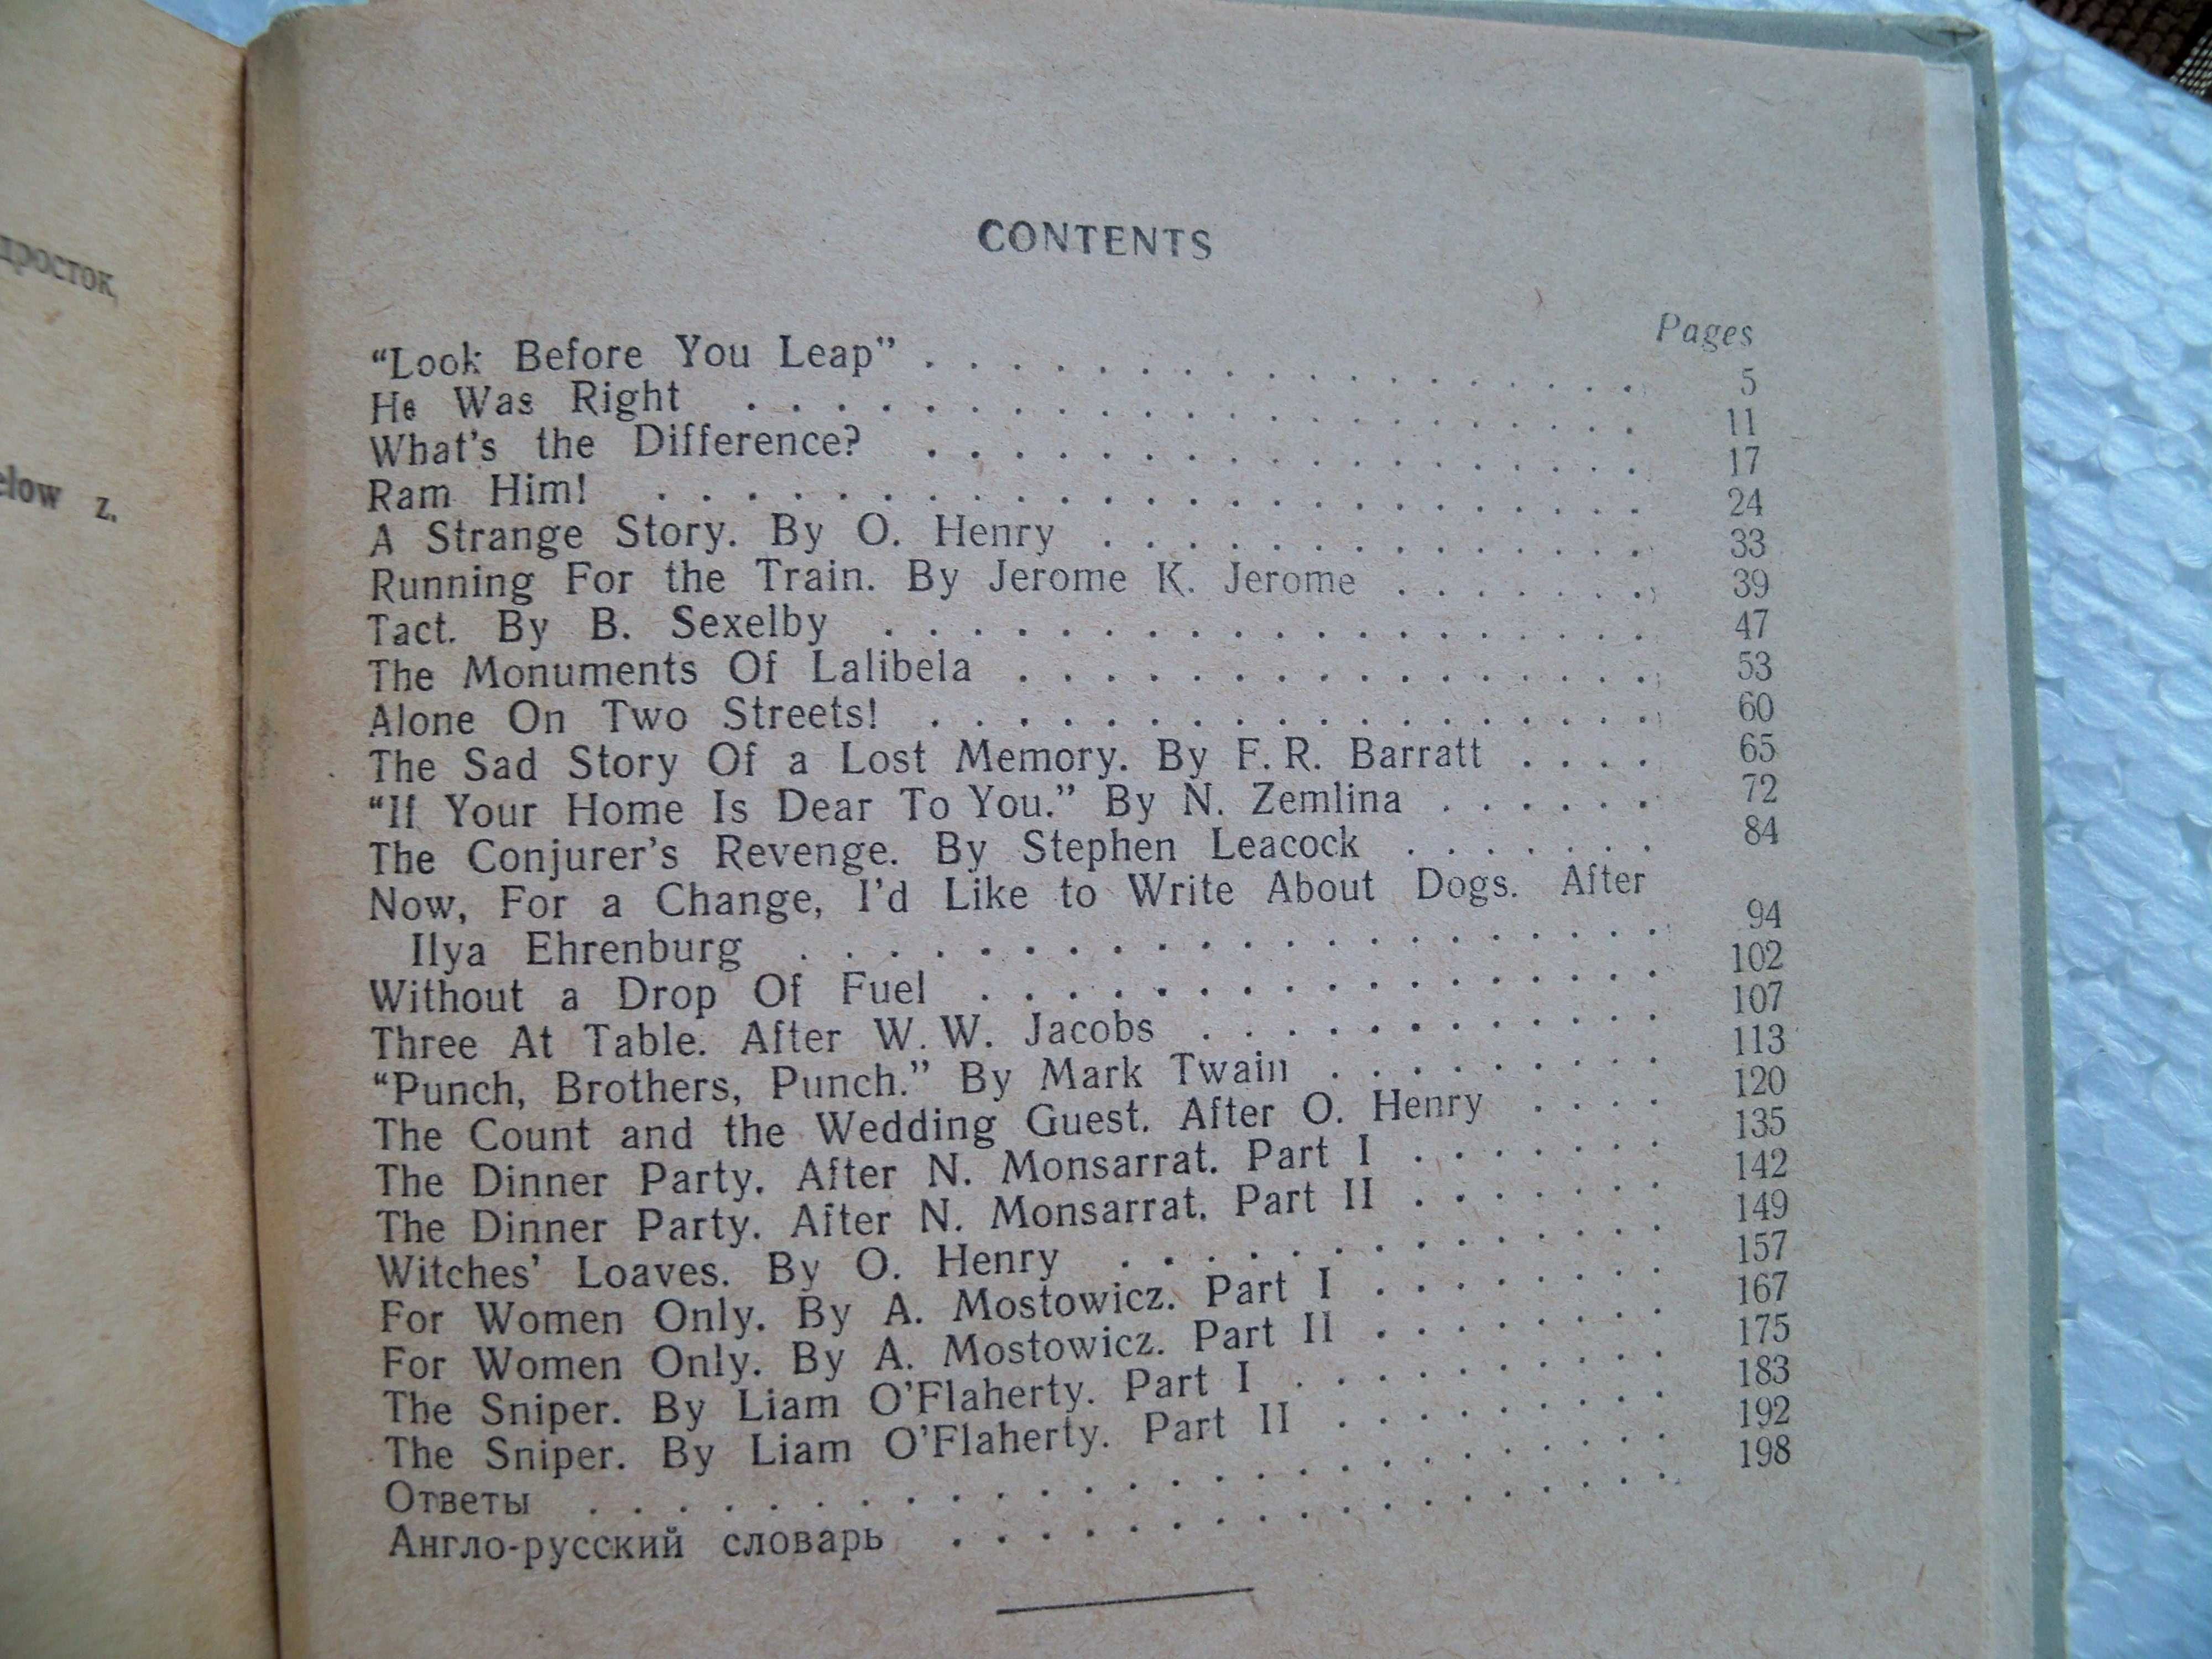 дросток,
elow z.
CONTENTS
Pages
“Look Before You Leap” . . . . . . . . . . . . . . . . . 5
He Was Right . . . . . . . . . . . . . . . . . . . . . 11
What's the Difference? . . . . . . . . . . . . . . . . . 17
Ram Him! . . . . . . . . . . . . . . . . . . . . . . . 24
A Strange Story. By O. Henry . . . . . . . . . . . . . 33
Running For the Train. By Jerome K. Jerome . . . . . . . 39
Tact. By B. Sexelby . . . . . . . . . . . . . . . . . . 47
The Monuments Of Lalibela . . . . . . . . . . . . . . . 53
Alone On Two Streets! . . . . . . . . . . . . . . . . . 60
The Sad Story Of a Lost Memory. By F. R. Barratt . . . . 65
“If Your Home Is Dear To You.” By N. Zemlina . . . . . . 72
The Conjurer's Revenge. By Stephen Leacock . . . . . . . 84
Now, For a Change, I'd Like to Write About Dogs. After
Ilya Ehrenburg . . . . . . . . . . . . . . . . . . . . 94
Without a Drop Of Fuel . . . . . . . . . . . . . . . . 102
Three At Table. After W. W. Jacobs . . . . . . . . . . . 107
“Punch, Brothers, Punch.” By Mark Twain . . . . . . . . . 113
The Count and the Wedding Guest. After O. Henry . . . . 120
The Dinner Party. After N. Monsarrat. Part I . . . . . . . 135
The Dinner Party. After N. Monsarrat. Part II . . . . . . . 142
Witches' Loaves. By O. Henry . . . . . . . . . . . . . 149
For Women Only. By A. Mostowicz. Part I . . . . . . . . 157
For Women Only. By A. Mostowicz. Part II . . . . . . . . 167
The Sniper. By Liam O'Flaherty. Part I . . . . . . . . . 175
The Sniper. By Liam O'Flaherty. Part II . . . . . . . . . 183
Ответы . . . . . . . . . . . . . . . . . . . . . . . . 192
Англо-русский словарь . . . . . . . . . . . . . . . . . 198